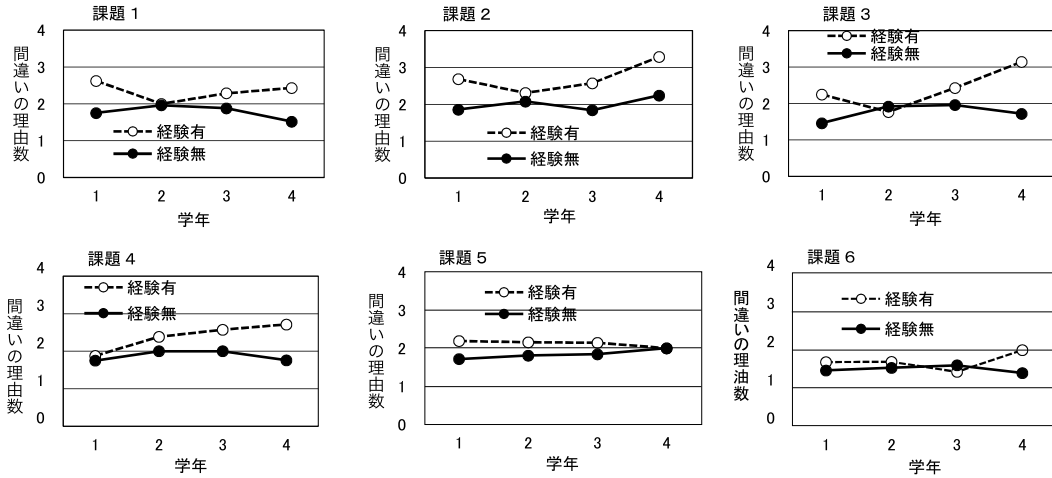 課題１
間違いの理由数
4
3
2
1
0
経験有
経験無
1 2 3 4
学年
課題２
間違いの理由数
4
3
2
1
0
経験有
経験無
1 2 3 4
学年
課題３
間違いの理由数
4
3
2
1
0
経験有
経験無
1 2 3 4
学年
課題４
間違いの理由数
4
3
2
1
0
経験有
経験無
1 2 3 4
学年
課題５
間違いの理由数
4
3
2
1
0
経験有
経験無
1 2 3 4
学年
課題６
間違いの理油数
4
3
2
1
0
経験有
経験無
1 2 3 4
学年